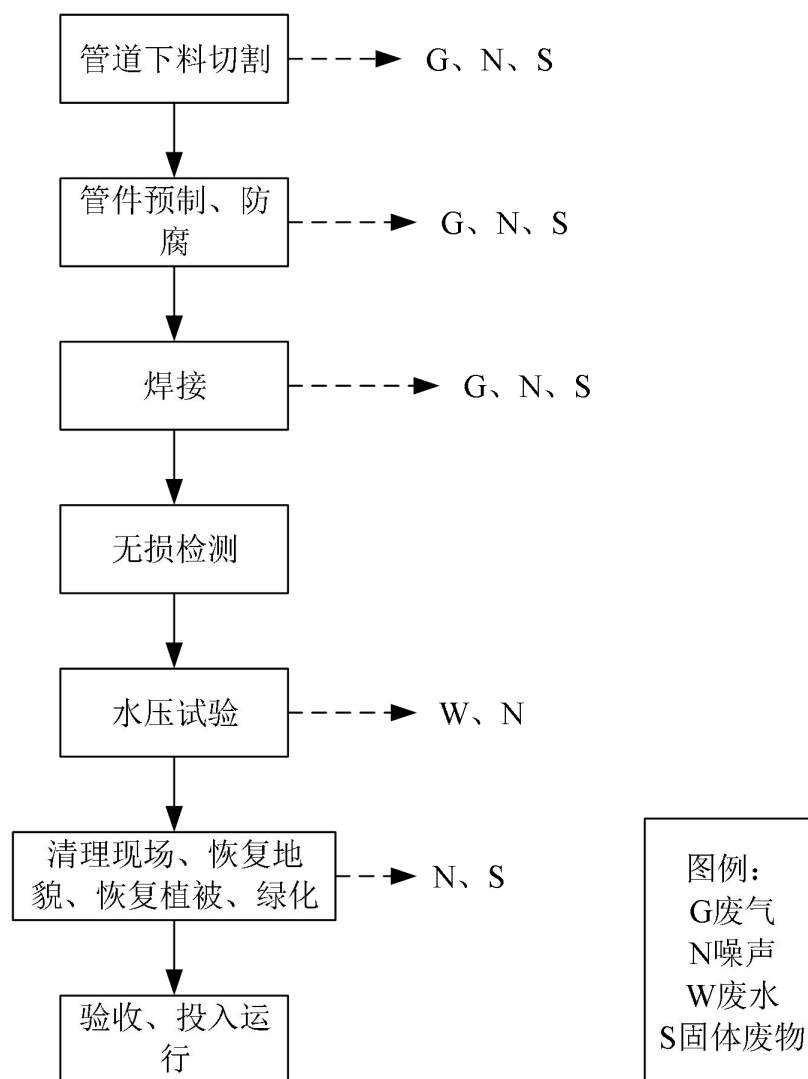 管道下料切割
G、N、S
管件预制、防
腐
G、N、S
焊接
G、N、S
无损检测
水压试验
W、N
清理现场、恢复地
貌、恢复植被、绿化
N、S
验收、投入运
行
图例：
G废气
N噪声
W废水
S固体废物